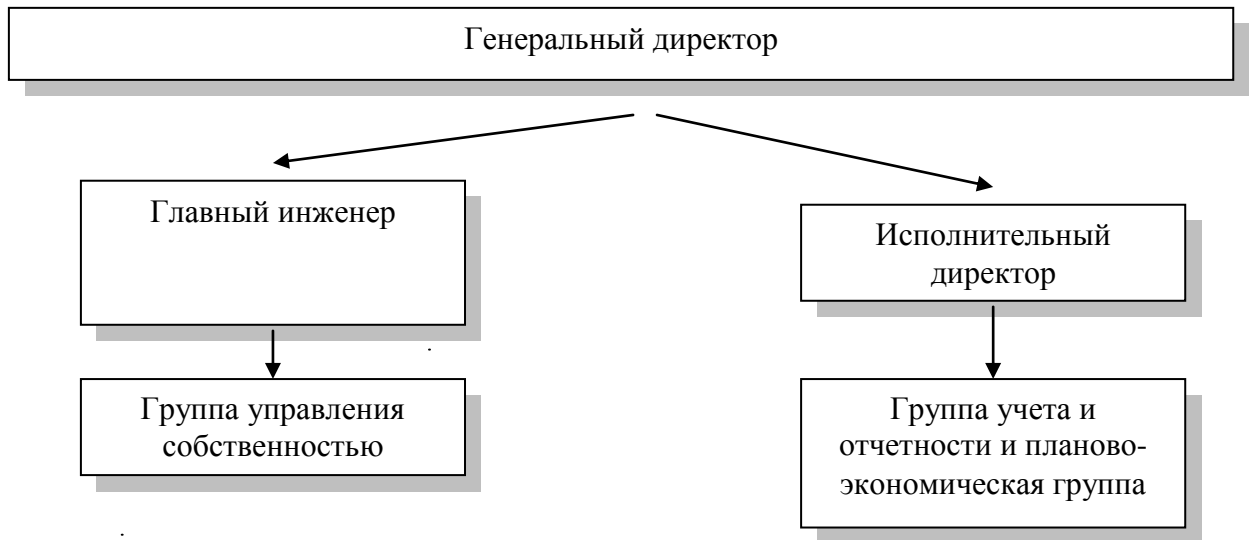 Генеральный директор
Главный инженер
Исполнительный
директор
Группа управления
собственностью
Группа учета и
отчетности и планово-
экономическая группа